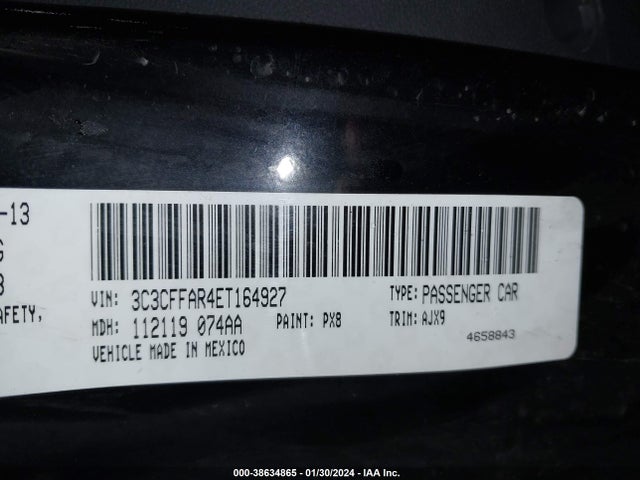 -13
G
8
AFETY,
VIN: 3C3CFFAR4ET164927 TYPE: PASSENGER CAR
MDH: 112119 074AA PAINT: PX8 TRIM: AJX9
VEHICLE MADE IN MEXICO 4658843
000-38634865 - 01/30/2024 - IAA Inc.